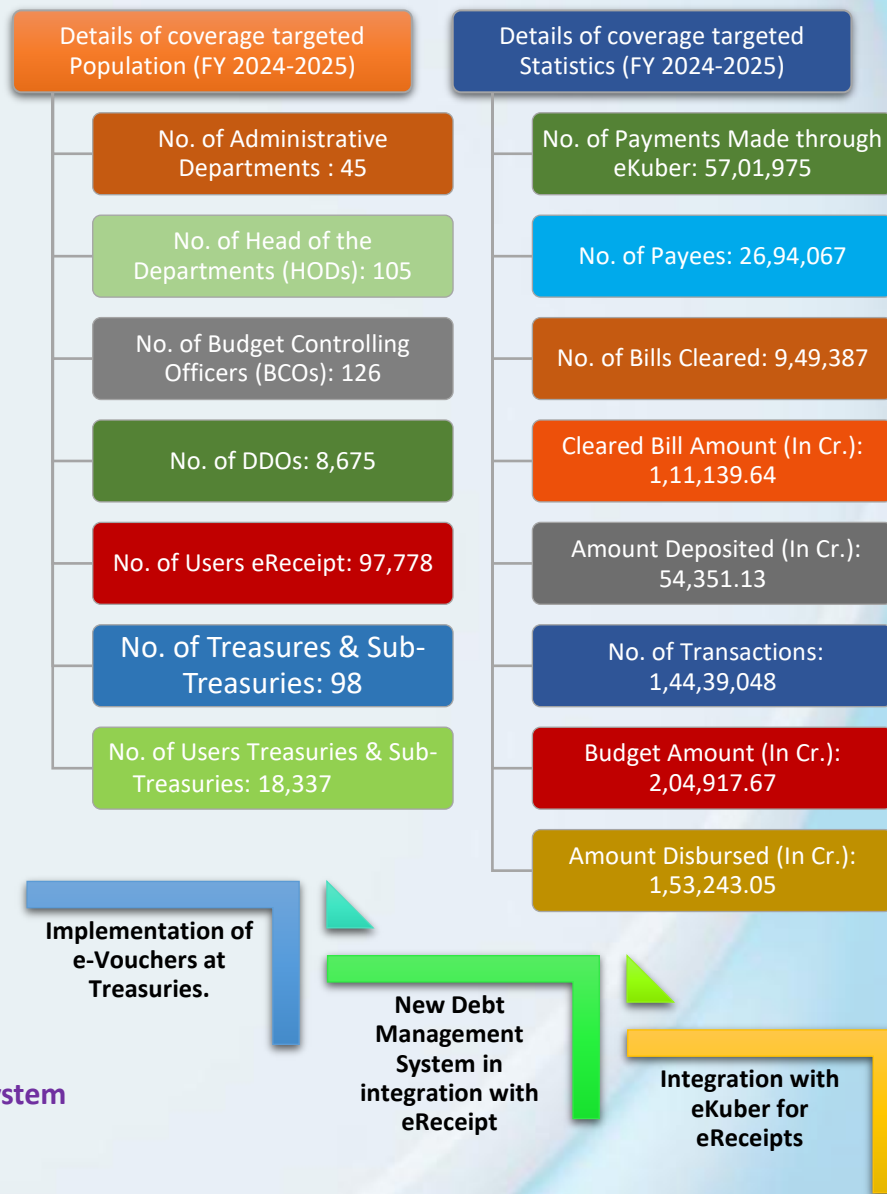 Details of coverage targeted
Population (FY 2024-2025)
No. of Administrative
Departments : 45
No. of Head of the
Departments (HODs): 105
No. of Budget Controlling
Officers (BCOs): 126
No. of DDOs: 8,675
No. of Users eReceipt: 97,778
No. of Treasures & Sub-
Treasuries: 98
No. of Users Treasuries & Sub-
Treasuries: 18,337
Details of coverage targeted
Statistics (FY 2024-2025)
No. of Payments Made through
eKuber: 57,01,975
No. of Payees: 26,94,067
No. of Bills Cleared: 9,49,387
Cleared Bill Amount (In Cr.):
1,11,139.64
Amount Deposited (In Cr.):
54,351.13
No. of Transactions:
1,44,39,048
Budget Amount (In Cr.):
2,04,917.67
Amount Disbursed (In Cr.):
1,53,243.05
Implementation of
e-Vouchers at
Treasuries.
New Debt
Management
System in
integration with
eReceipt
Integration with
eKuber for
eReceipts
stem